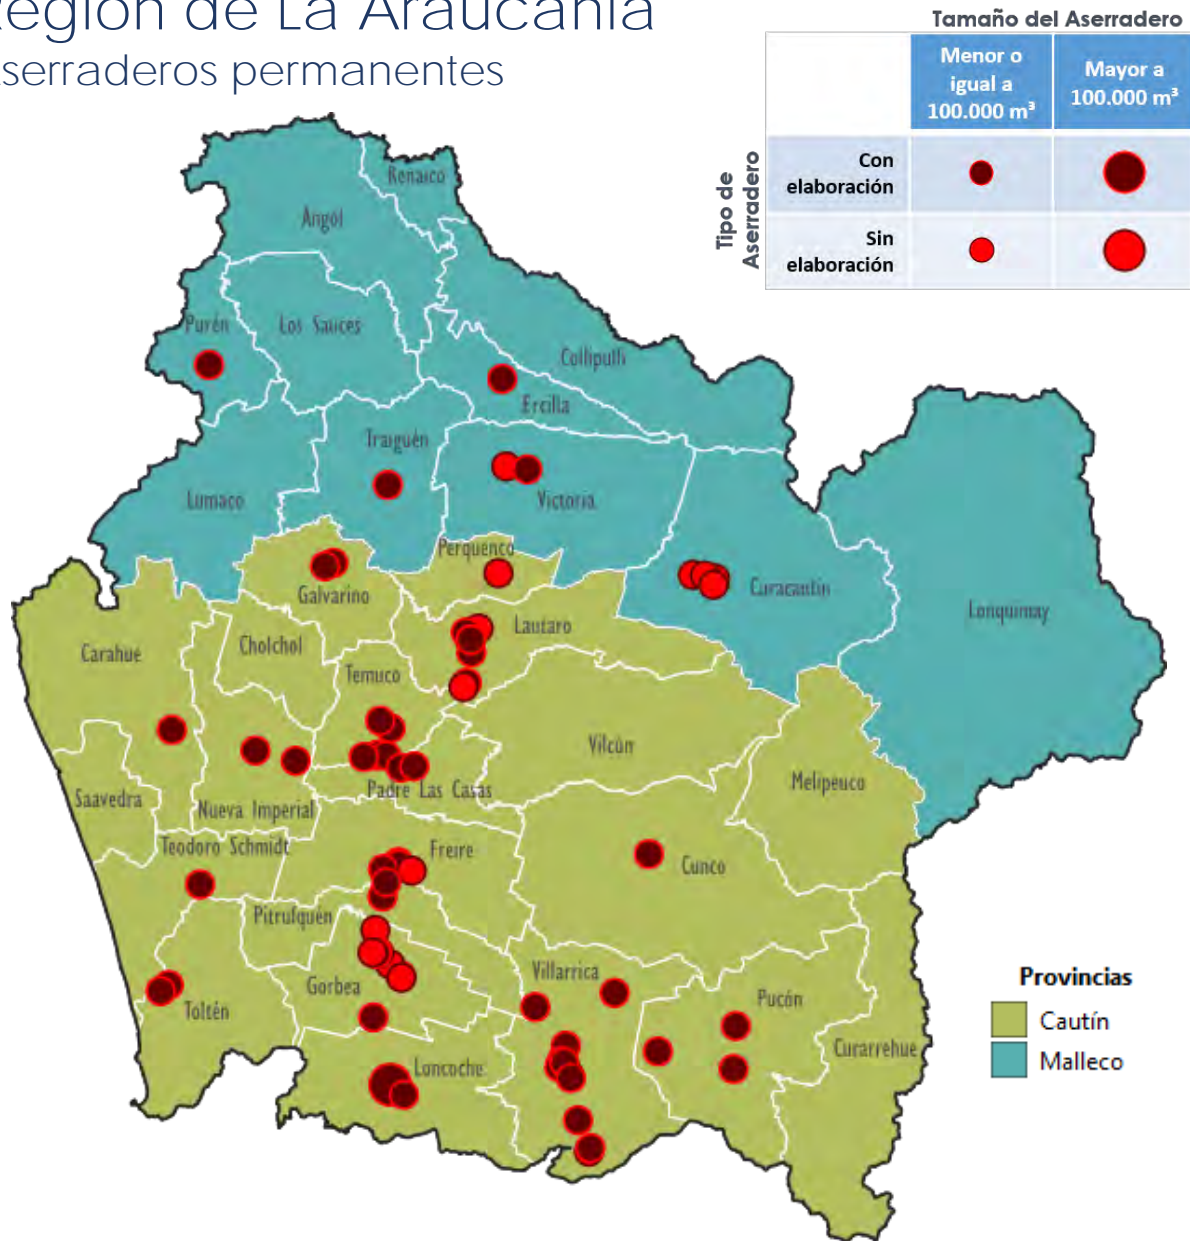 Región de La Araucanía
Aserraderos permanentes
Tamaño del Aserradero
Menor o
igual a
100.000 m³
Mayor a
100.000 m³
Tipo de
Aserradero
Con
elaboración
Sin
elaboración
Renaico
Angol
Purén
Los Sauces
Collipulli
Ercilla
Traiguén
Lumaco
Victoria
Perquenco
Galvarino
Curacautín
Lonquimay
Lautaro
Cholchol
Carahue
Temuco
Vilcún
Melipeuco
Saavedra
Padre Las Casas
Nueva Imperial
Teodoro Schmidt
Freire
Cunco
Pitrufquén
Villarrica
Gorbea
Pucón
Toltén
Curarrehue
Loncoche
Provincias
Cautín
Malleco